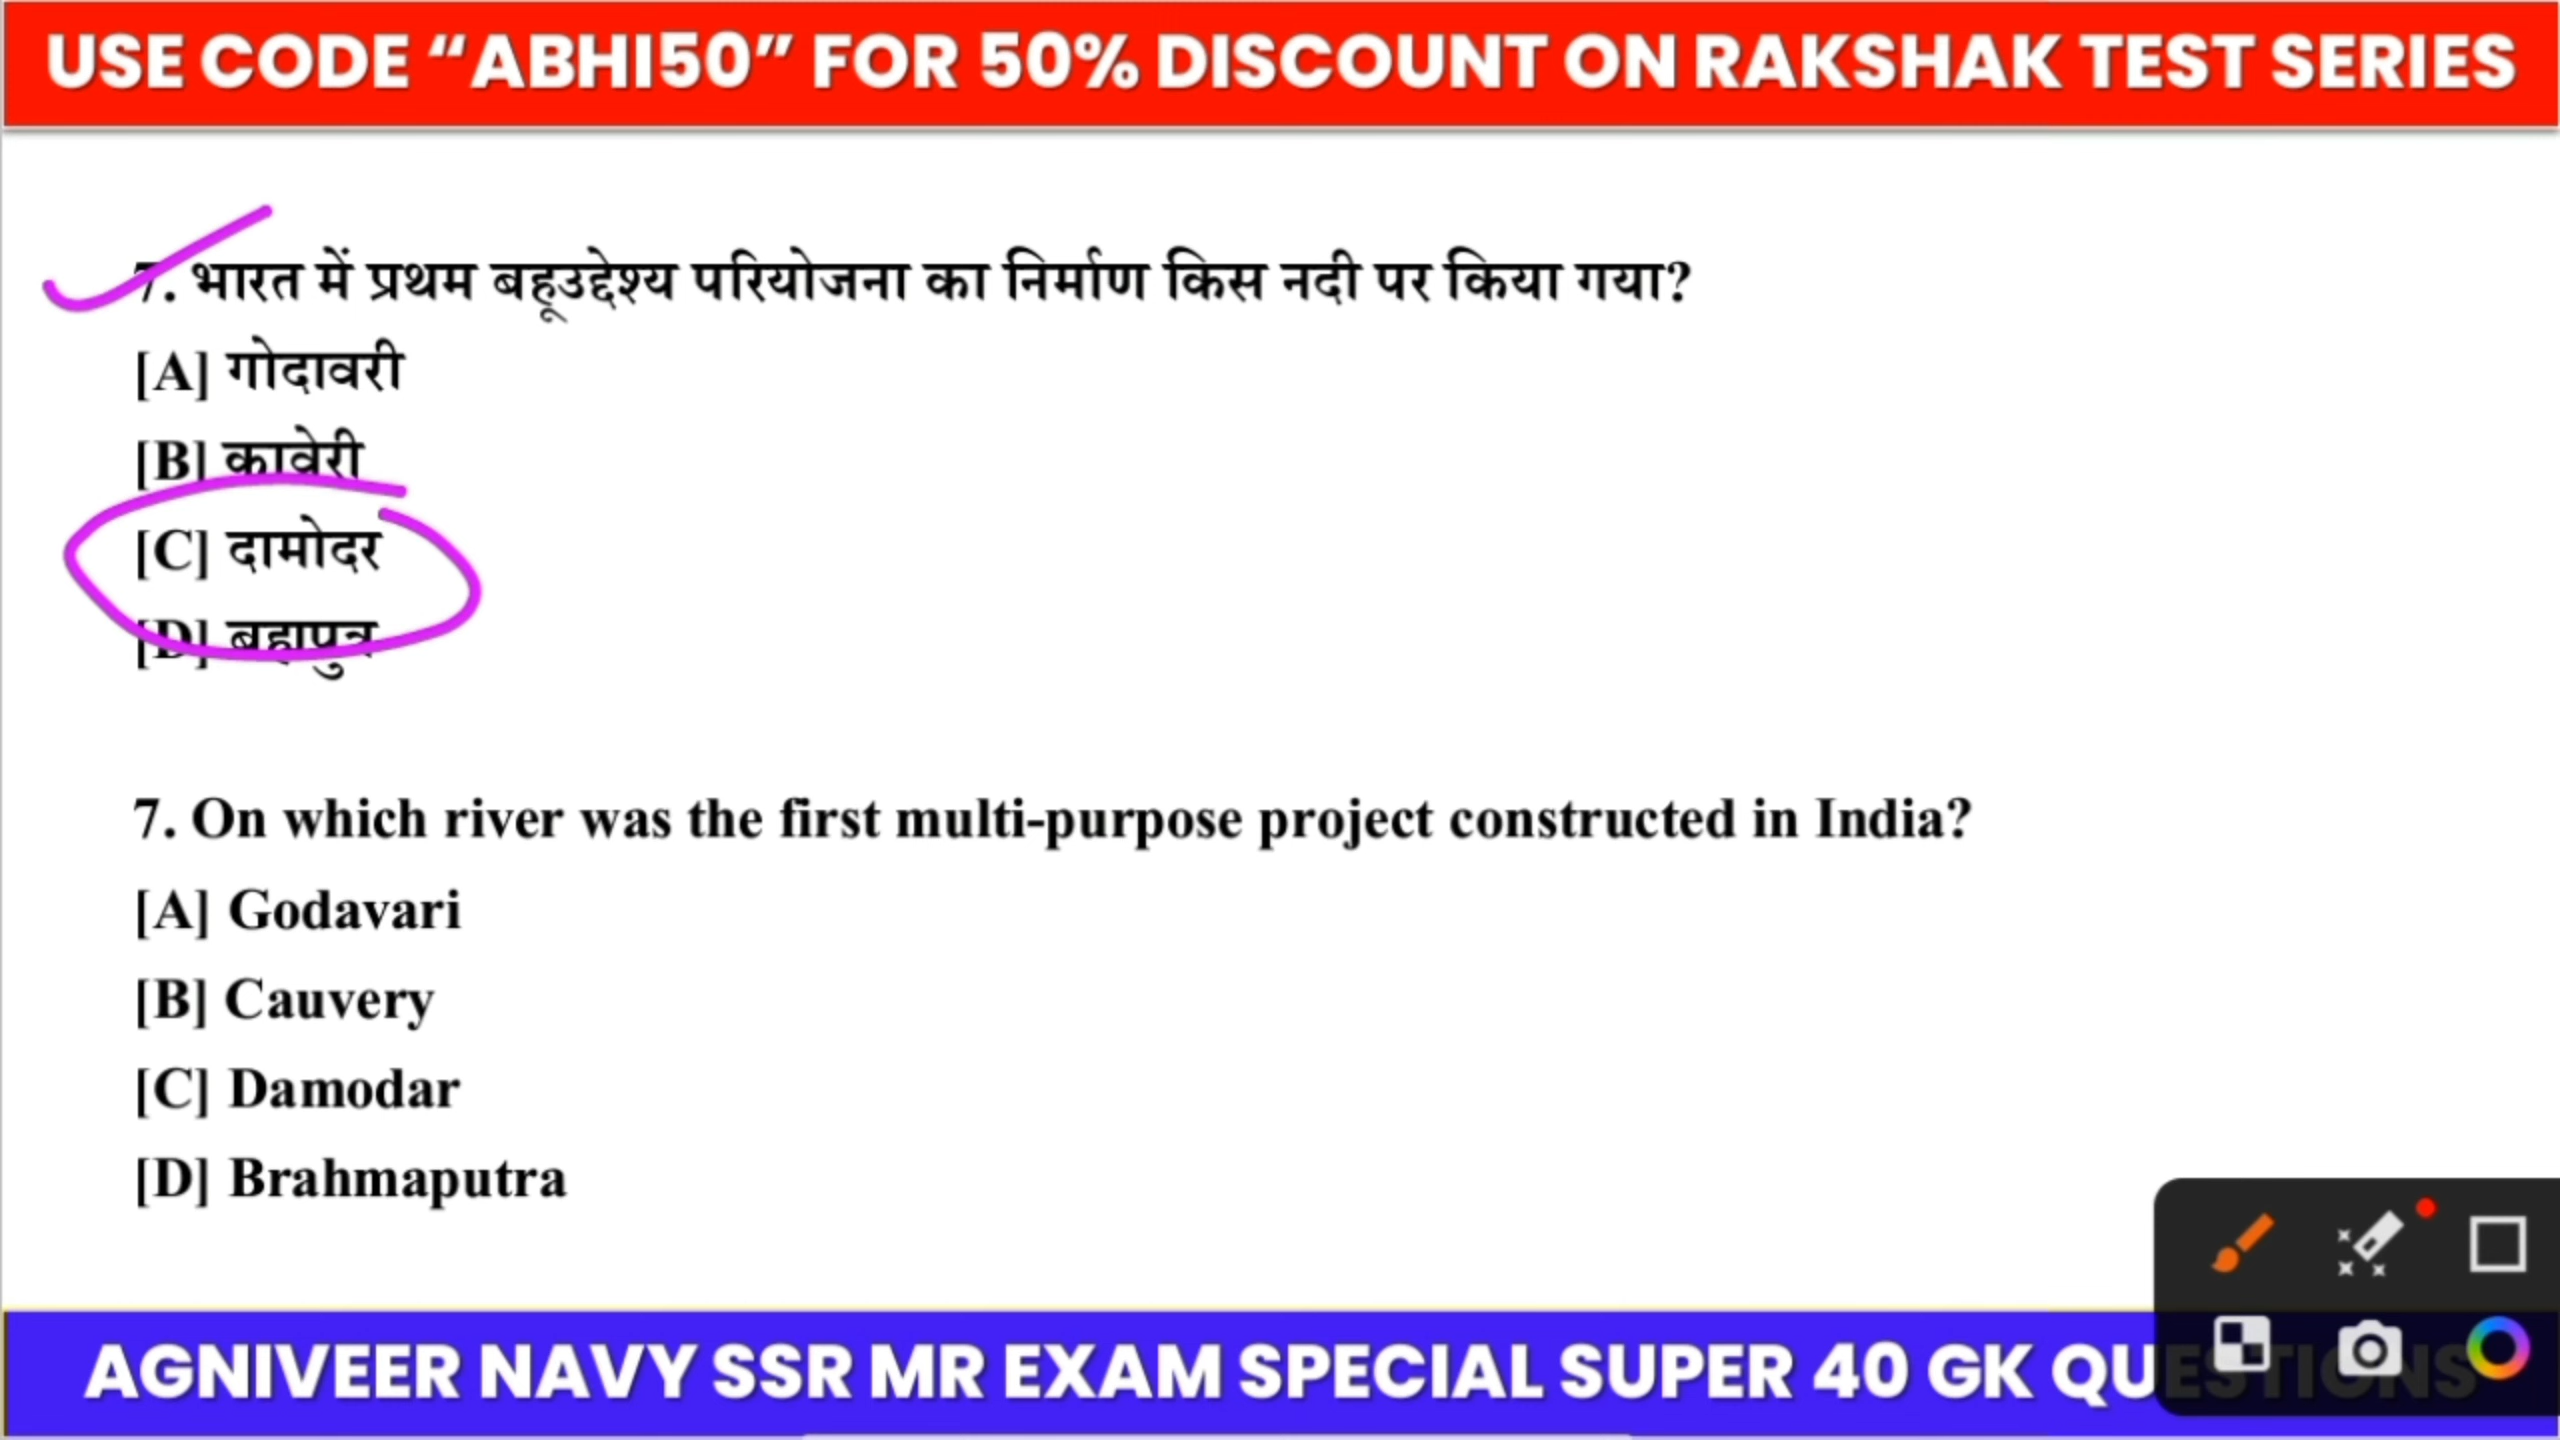 USE CODE “ABHI50” FOR 50% DISCOUNT ON RAKSHAK TEST SERIES
7. भारत में प्रथम बहूउद्देश्य परियोजना का निर्माण किस नदी पर किया गया?
[A] गोदावरी
[B] कावेरी
[C] दामोदर
[D] बह्मपुत्र
7. On which river was the first multi-purpose project constructed in India?
[A] Godavari
[B] Cauvery
[C] Damodar
[D] Brahmaputra
AGNIVEER NAVY SSR MR EXAM SPECIAL SUPER 40 GK QUESTIONS